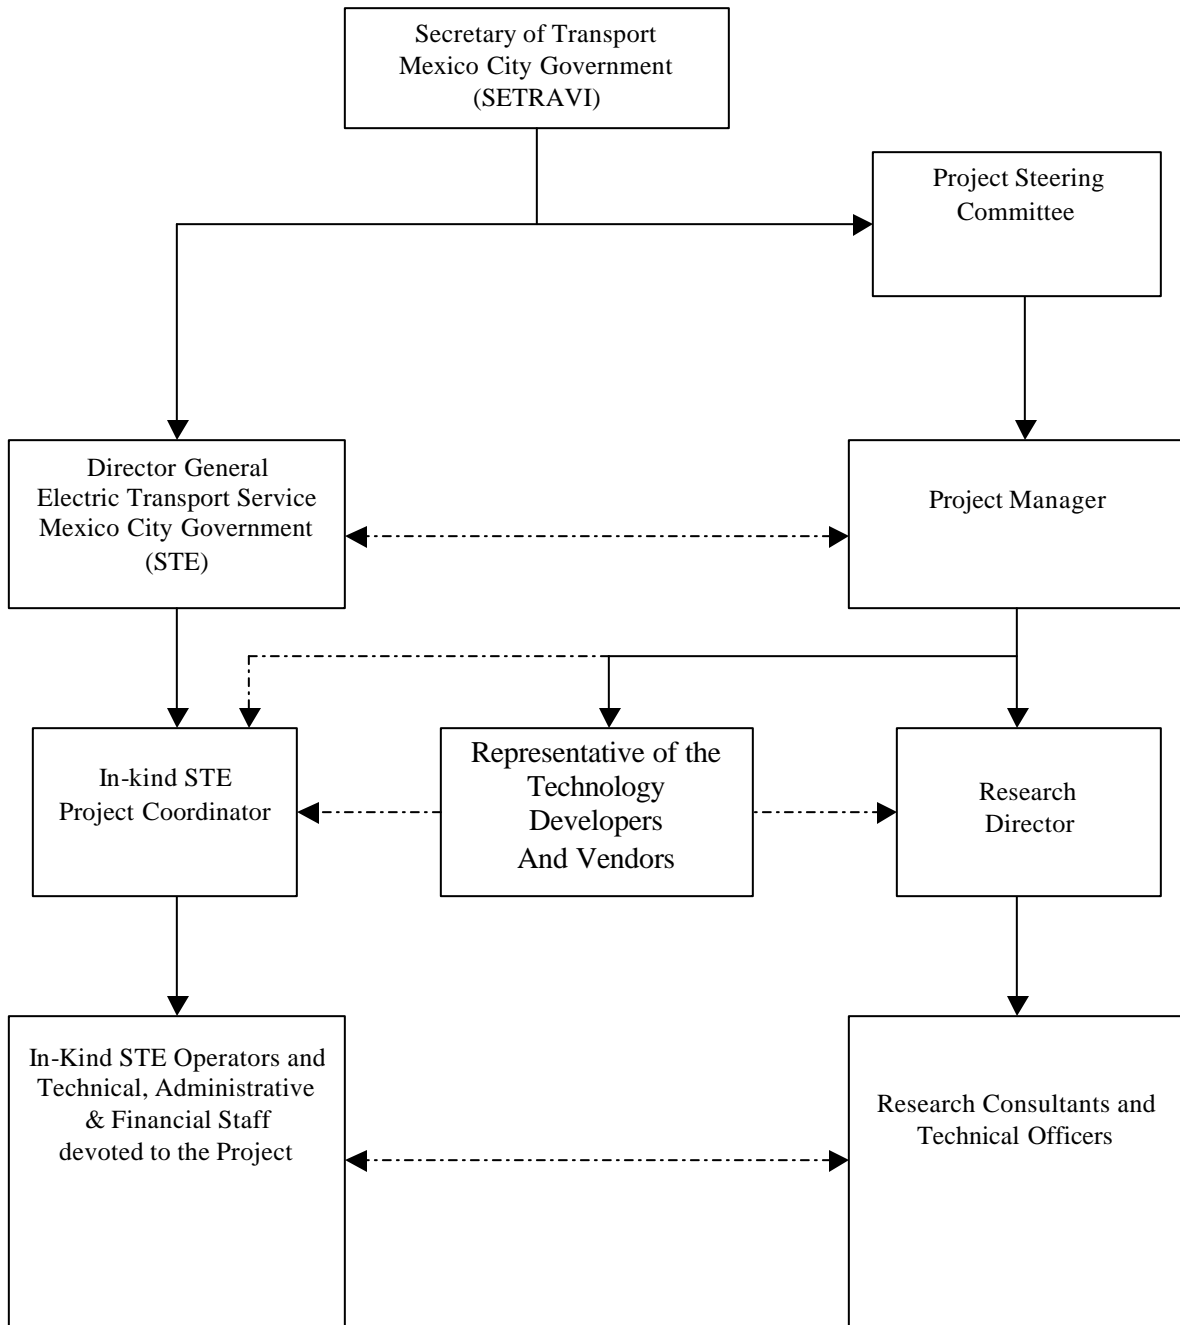 Secretary of Transport
Mexico City Government
(SETRAVI)
Project Steering
Committee
Director General
Electric Transport Service
Mexico City Government
(STE)
Project Manager
In-kind STE
Project Coordinator
Representative of the
Technology
Developers
And Vendors
Research
Director
In-Kind STE Operators and
Technical, Administrative
& Financial Staff
devoted to the Project
Research Consultants and
Technical Officers